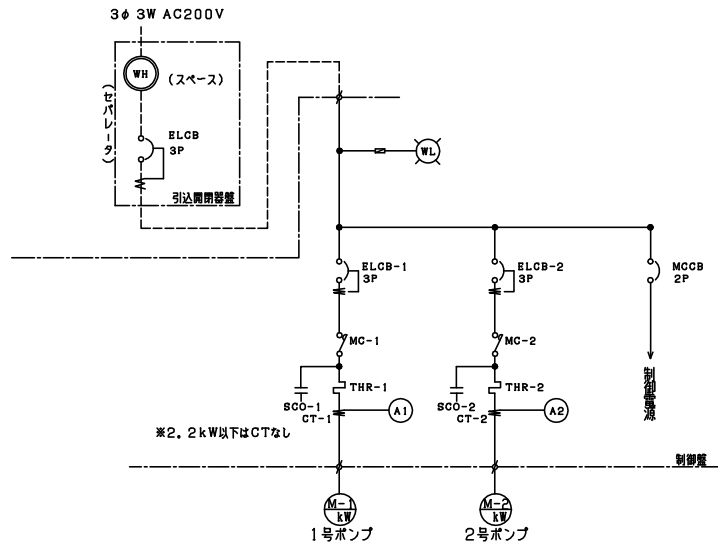 3φ 3W AC200V
WH
(スペース)
(セパレータ)
ELCB
3P
引込開閉器盤
WL
ELCB-1
3P
ELCB-2
3P
MCCB
2P
MC-1
MC-2
THR-1
THR-2
制御電源
SCO-1
SCO-2
CT-1
A1
CT-2
A2
※2.2kW以下はCTなし
制御盤
M-1
kW
M-2
kW
1号ポンプ
2号ポンプ